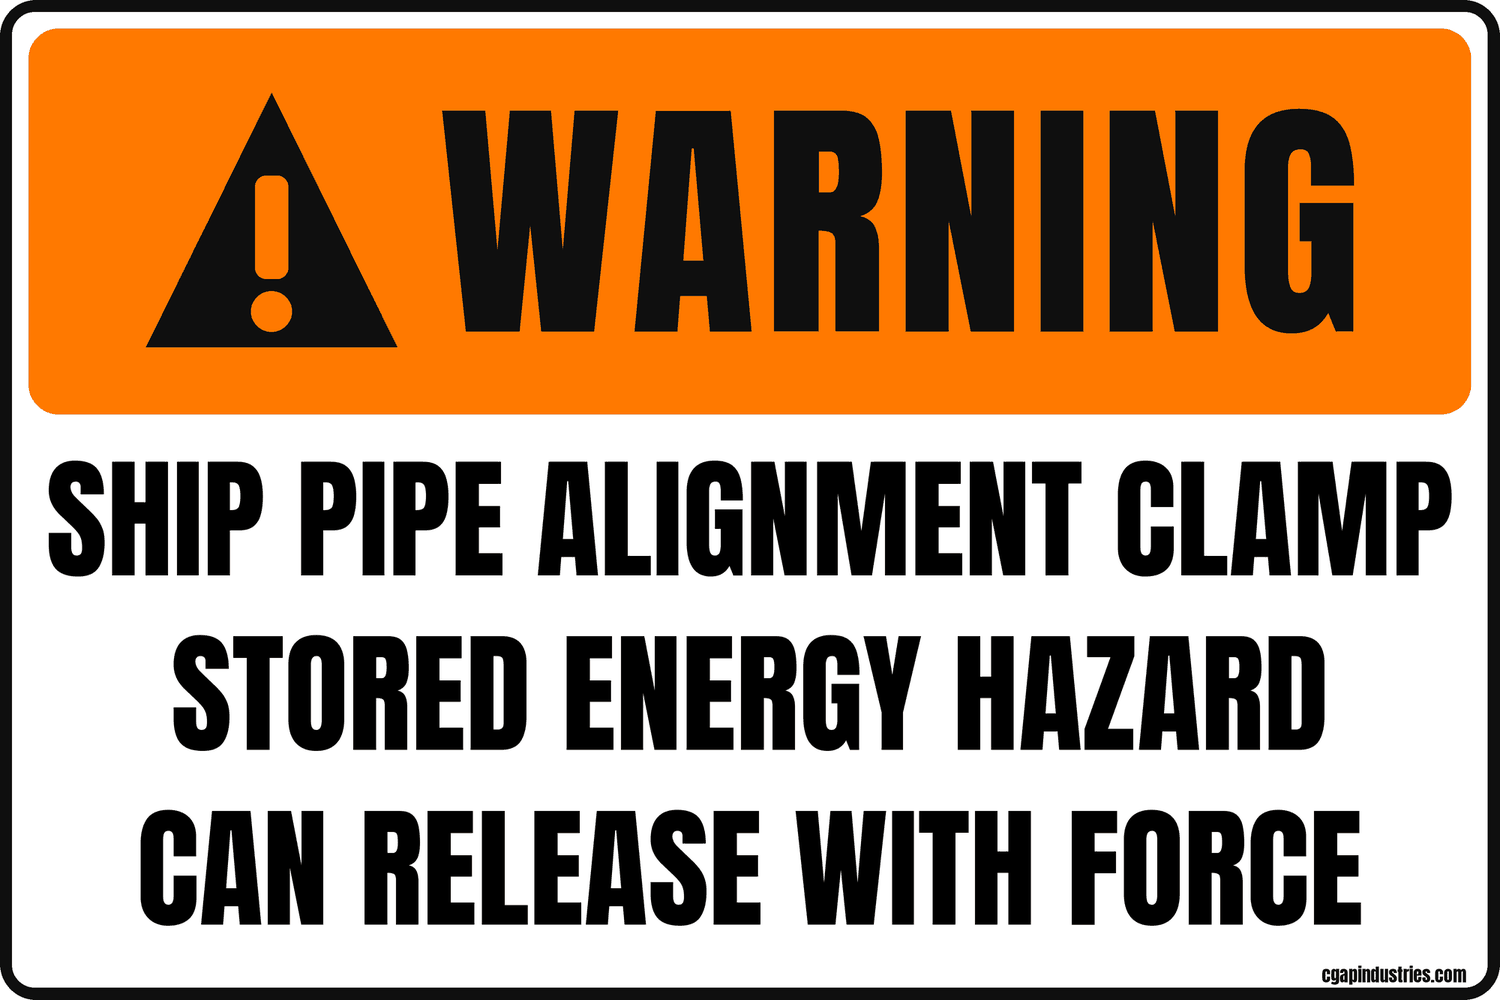 WARNING
SHIP PIPE ALIGNMENT CLAMP
STORED ENERGY HAZARD
CAN RELEASE WITH FORCE
cgapindustries.com